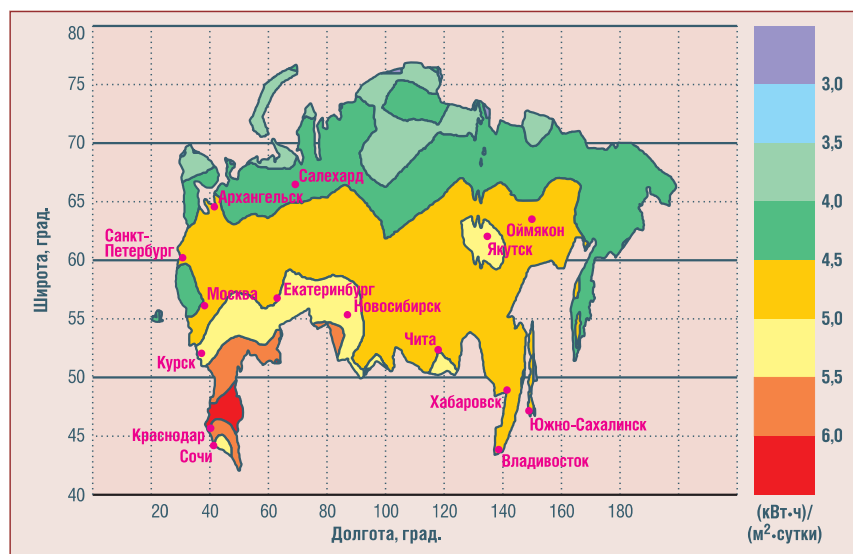 80
75
70
65
60
55
50
45
40
Широта, град.
20 40 60 80 100 120 140 160 180
Долгота, град.
Салехард
Архангельск
Санкт-
Петербург
Оймякон
Якутск
Москва
Екатеринбург
Новосибирск
Чита
Курск
Хабаровск
Южно-Сахалинск
Краснодар
Сочи
Владивосток
3,0
3,5
4,0
4,5
5,0
5,5
6,0
(кВт·ч)/
(м²·сутки)